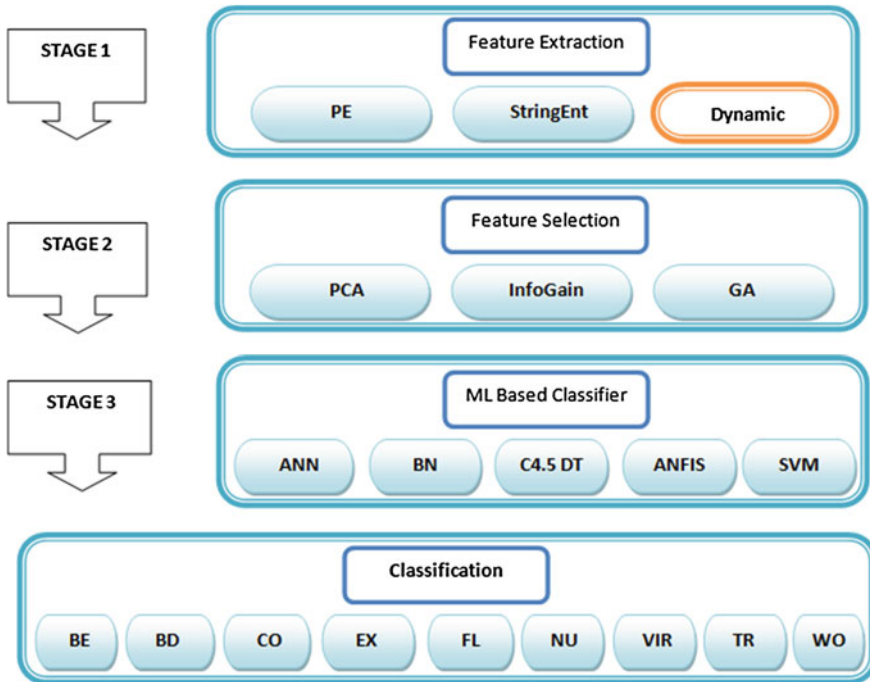 STAGE 1
Feature Extraction
PE StringEnt Dynamic
STAGE 2
Feature Selection
PCA InfoGain GA
STAGE 3
ML Based Classifier
ANN BN C4.5 DT ANFIS SVM
Classification
BE BD CO EX FL NU VIR TR WO